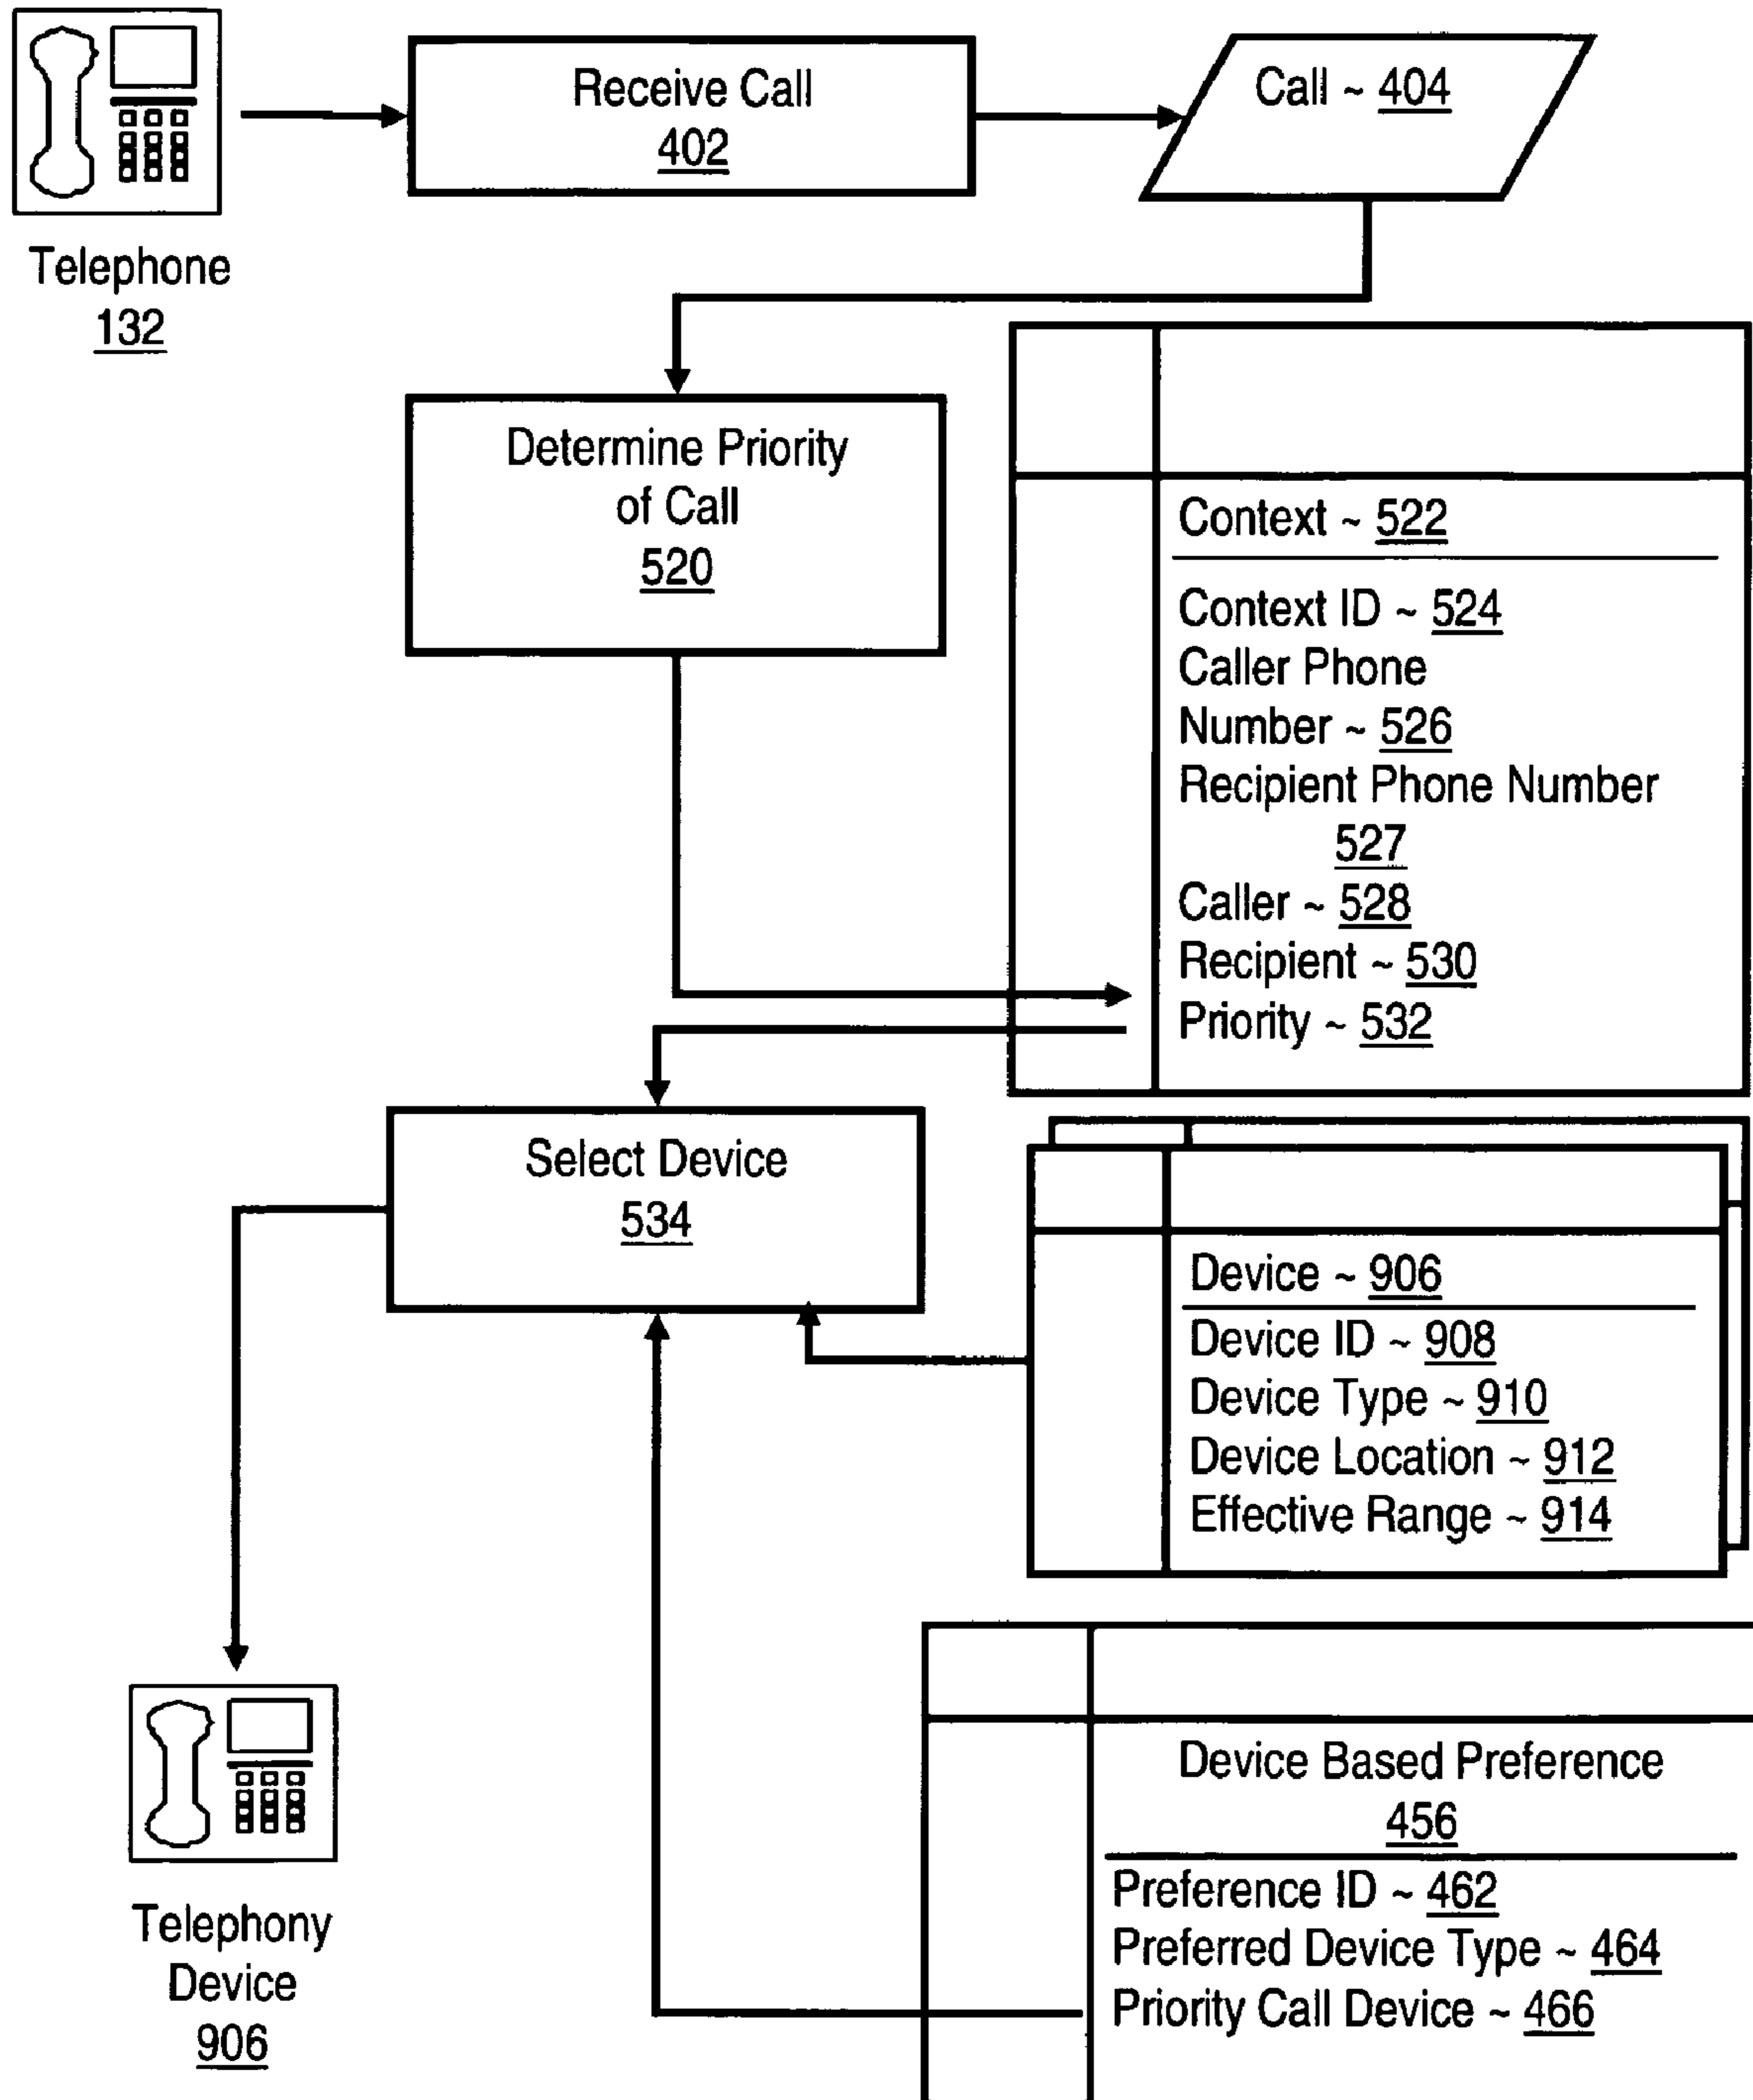 Receive Call
402
Call ~ 404
Telephone
132
Determine Priority
of Call
520
Context ~ 522
Context ID ~ 524
Caller Phone
Number ~ 526
Recipient Phone Number
527
Caller ~ 528
Recipient ~ 530
Priority ~ 532
Select Device
534
Device ~ 906
Device ID ~ 908
Device Type ~ 910
Device Location ~ 912
Effective Range ~ 914
Device Based Preference
456
Preference ID ~ 462
Preferred Device Type ~ 464
Priority Call Device ~ 466
Telephony
Device
906